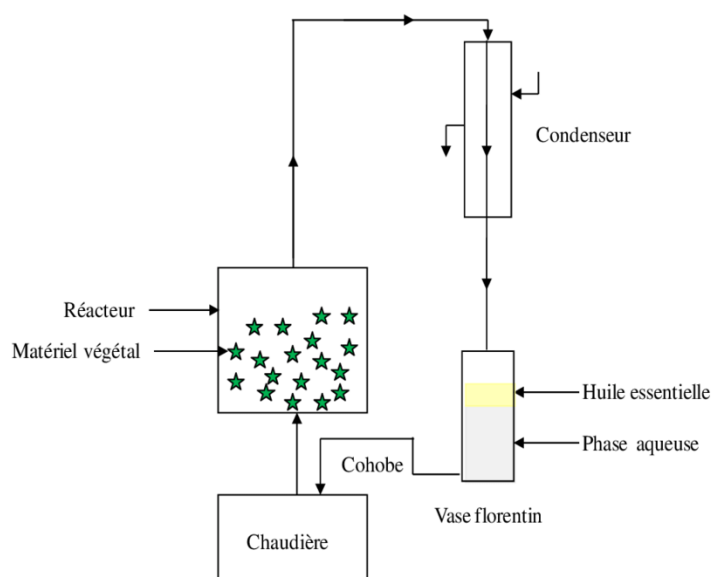 Condenseur
Réacteur
Matériel végétal
Huile essentielle
Phase aqueuse
Cohobe
Vase florentin
Chaudière